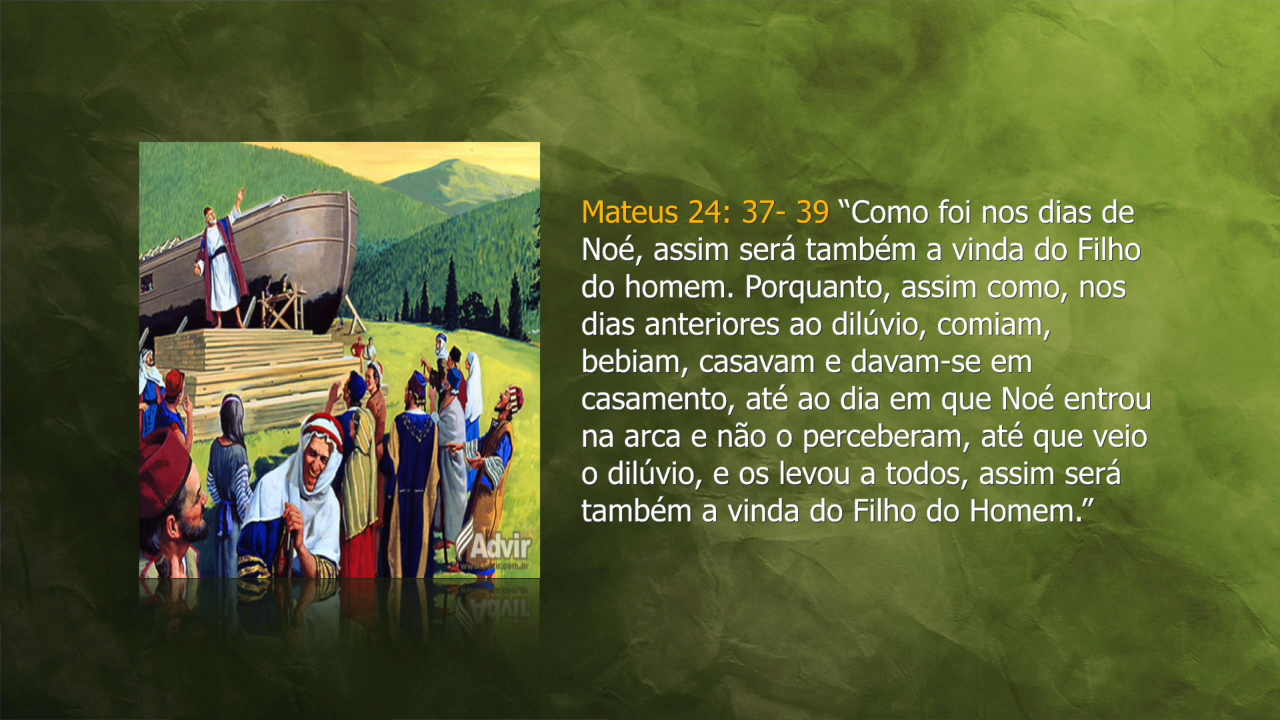 Mateus 24: 37- 39 “Como foi nos dias de
Noé, assim será também a vinda do Filho
do homem. Porquanto, assim como, nos
dias anteriores ao dilúvio, comiam,
bebiam, casavam e davam-se em
casamento, até ao dia em que Noé entrou
na arca e não o perceberam, até que veio
o dilúvio, e os levou a todos, assim será
também a vinda do Filho do Homem.”
Advir